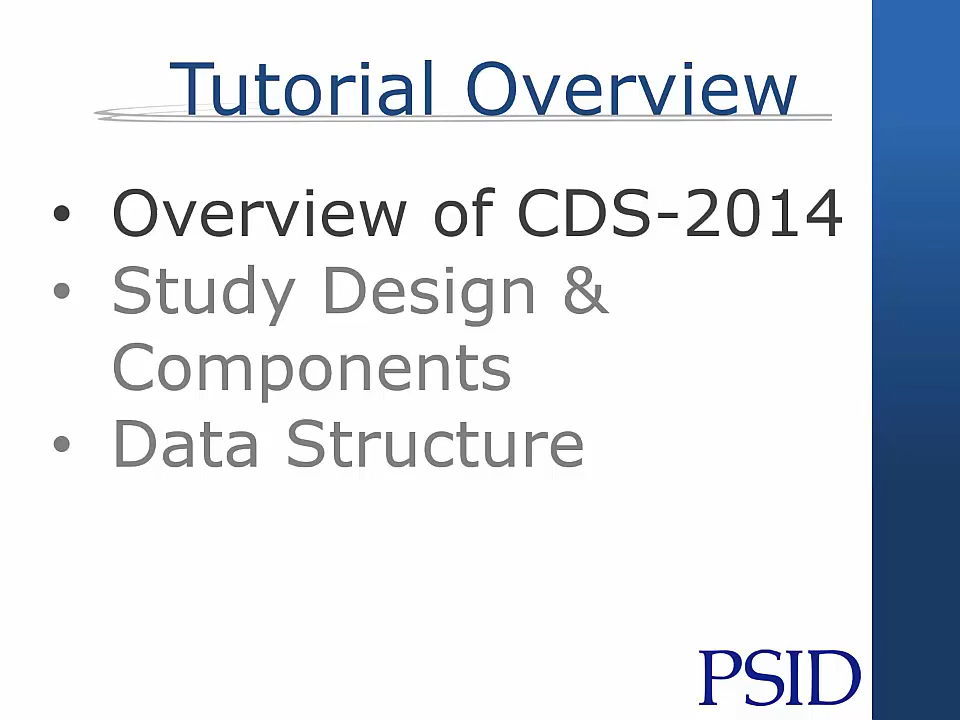 Tutorial Overview
• Overview of CDS-2014
• Study Design &
Components
• Data Structure
PSID